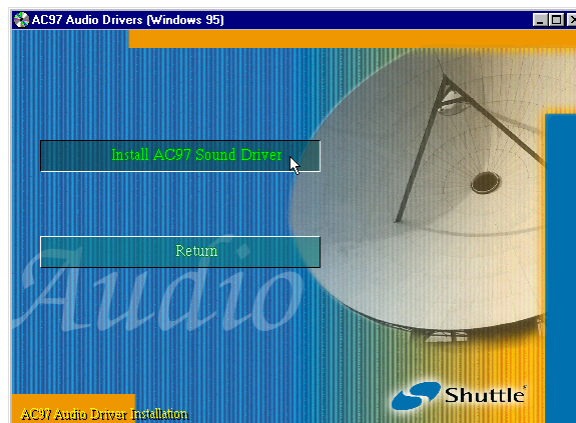 AC97 Audio Drivers (Windows 95)
Install AC97 Sound Driver
Return
Audio
Shuttle
AC97 Audio Driver Installation